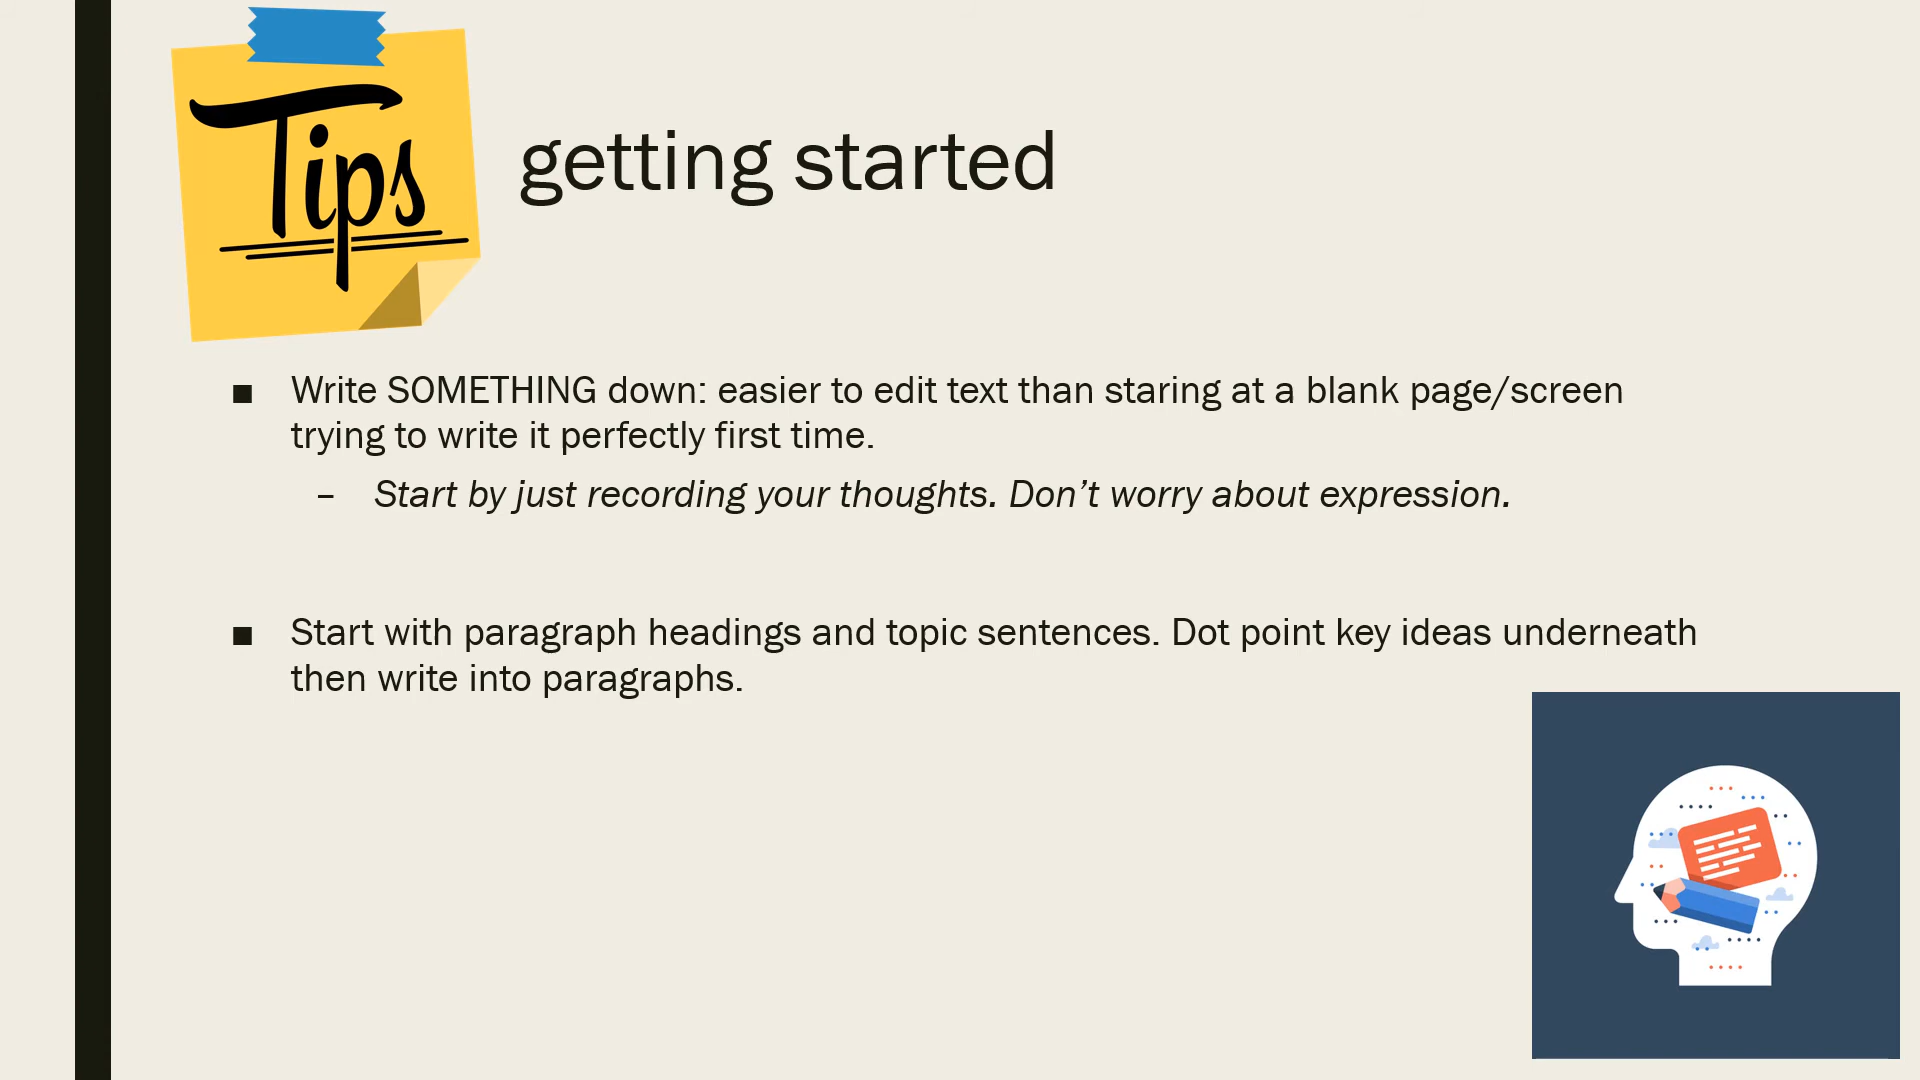 Tips
getting started
■ Write SOMETHING down: easier to edit text than staring at a blank page/screen
trying to write it perfectly first time.
– Start by just recording your thoughts. Don’t worry about expression.
■ Start with paragraph headings and topic sentences. Dot point key ideas underneath
then write into paragraphs.